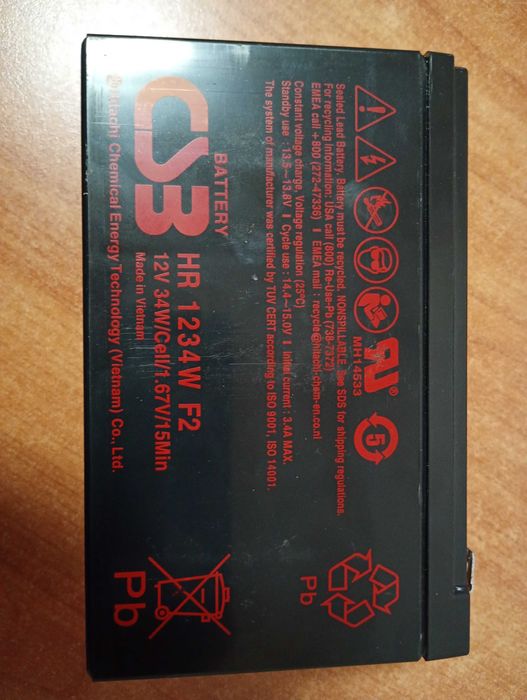 MH14533
5
Sealed Lead Battery. Battery must be recycled. NONSPILLABLE. See SDS for shipping regulations.
For recycling information: USA call (800) Re-Use-Pb (738-7372)
EMEA call +800 (272-47336) | EMEA mail : recycle@hitachi-chem-en.co.nl
Constant voltage charge, Voltage regulation (25°C)
Standby use : 13.5~13.8V | Cycle use : 14.4~15.0V | Initial current : 3.4A MAX.
The system of manufacturer was certified by TUV CERT according to ISO 9001, ISO 14001.
Pb
CSB
BATTERY
HR 1234W F2
12V 34W/Cell/1.67V/15Min
Made in Vietnam
Hitachi Chemical Energy Technology (Vietnam) Co., Ltd.
Pb